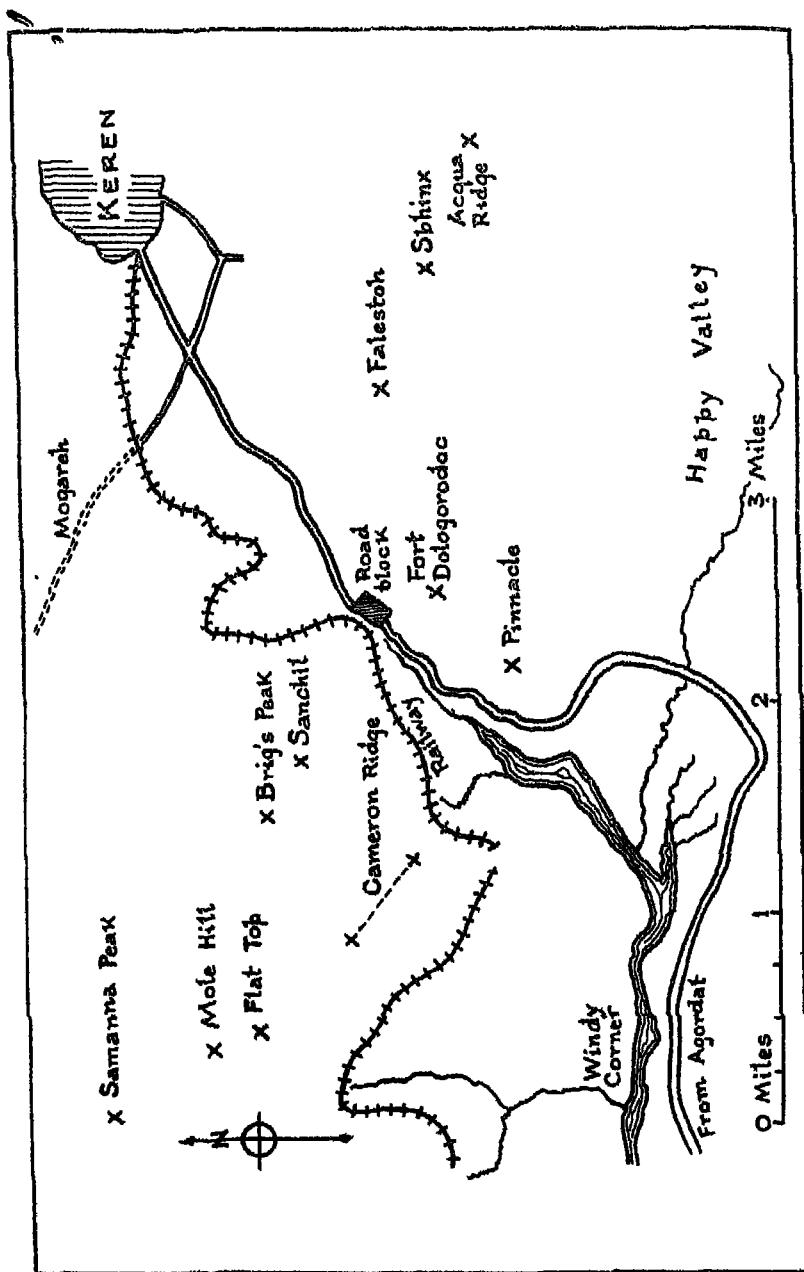 Mogareh
KEREN
Samanna Peak
Mole Hill
N
Flat Top
Brig's Peak
Sanchil
Cameron Ridge
Road
block
Falestoh
Fort
Dologorodoc
Sphinx
Railway
Acqua
Ridge
Pinnacle
Windy
Corner
Happy Valley
From Agordat
0 Miles 1 2 3 Miles